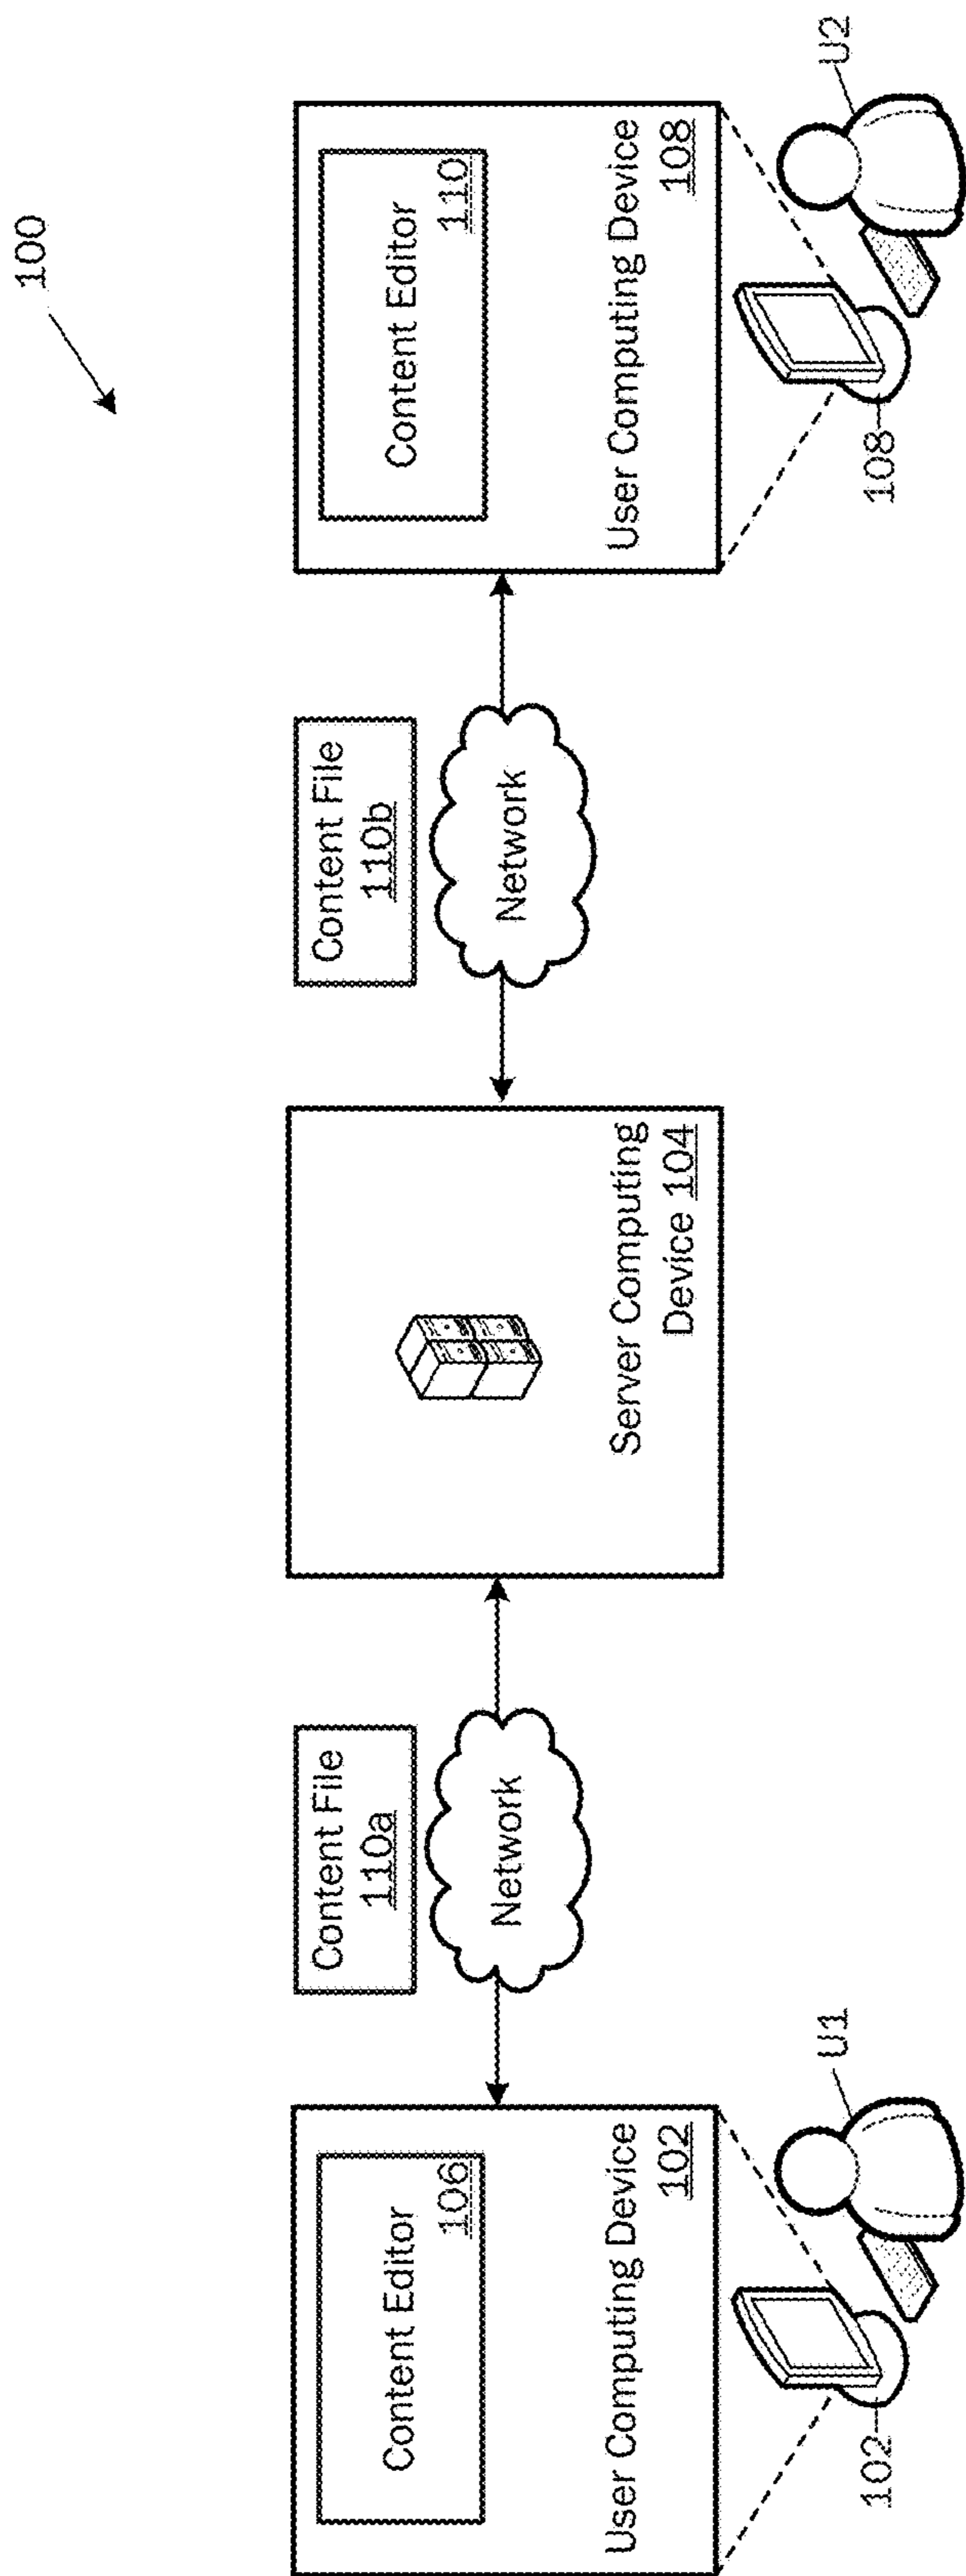 100
Content Editor
106
User Computing Device
102
102
U1
Content File
110a
Network
Server Computing
Device 104
Content File
110b
Network
Content Editor
110
User Computing Device
108
108
U2